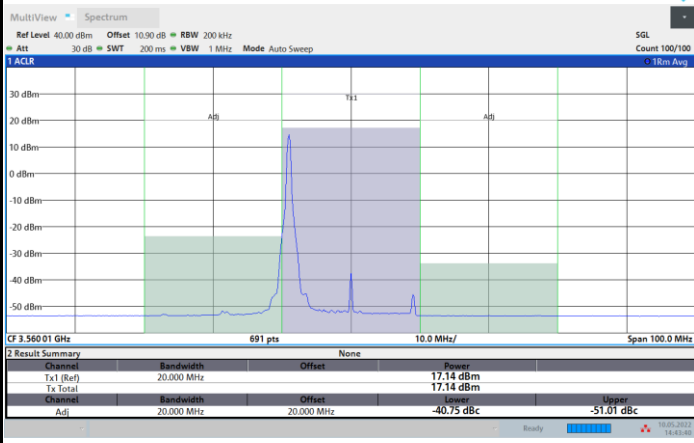 MultiView Spectrum
Ref Level 40.00 dBm Offset 10.90 dB RBW 200 kHz SGL
Att 30 dB SWT 200 ms VBW 1 MHz Mode Auto Sweep Count 100/100
1 ACLR 1Rm Avg
30 dBm
Tx1
20 dBm
Adj Adj
10 dBm
0 dBm
-10 dBm
-20 dBm
-30 dBm
-40 dBm
-50 dBm
CF 3.56001 GHz 691 pts 10.0 MHz/ Span 100.0 MHz
2 Result Summary None
Channel Bandwidth Offset Power
Tx1 (Ref) 20.000 MHz 17.14 dBm
Tx Total 17.14 dBm
Channel Bandwidth Offset Lower Upper
Adj 20.000 MHz 20.000 MHz -40.75 dBc -51.01 dBc
Ready 18.05.2022
14:43:40